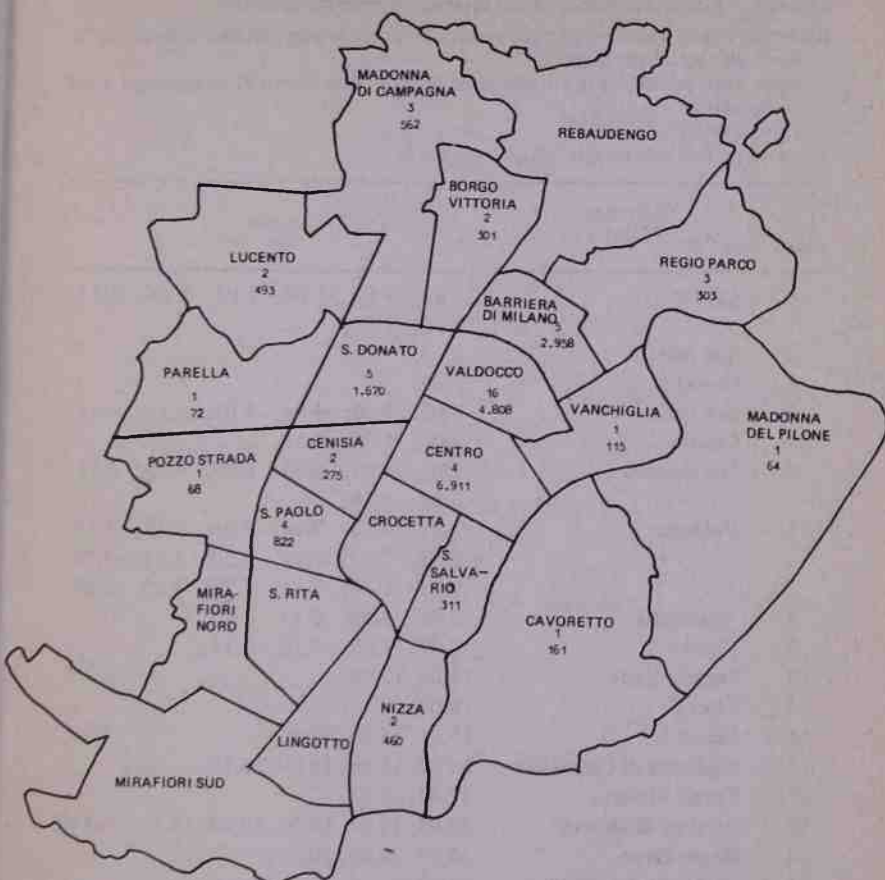 MADONNA
DI CAMPAGNA
3
562
REBAUDENGO
BORGO
VITTORIA
2
301
LUCENTO
2
493
REGIO PARCO
3
303
BARRIERA
DI MILANO
5
2.958
S. DONATO
5
1.570
VALDOCCO
16
4.808
PARELLA
1
72
VANCHIGLIA
1
115
MADONNA
DEL PILONE
1
64
POZZO STRADA
1
68
CENISIA
2
275
CENTRO
4
6.911
S. PAOLO
4
822
CROCETTA
S.
SALVA-
RIO
3
311
MIRA-
FIORI
NORD
S. RITA
CAVORETTO
1
161
NIZZA
2
460
LINGOTTO
MIRAFIORI SUD